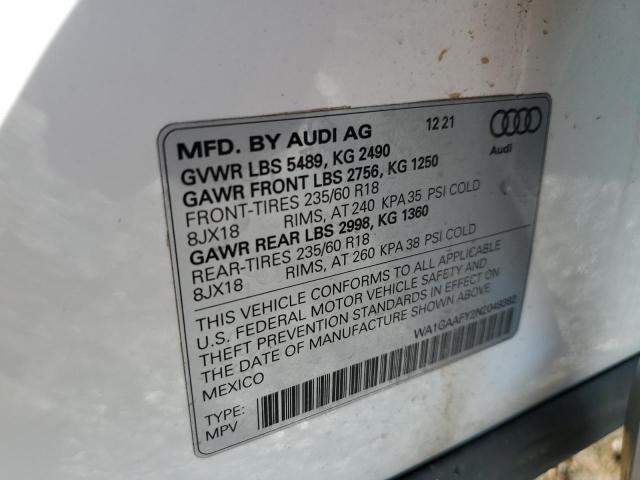 MFD. BY AUDI AG 12 21
GVWR LBS 5489, KG 2490
GAWR FRONT LBS 2756, KG 1250
FRONT-TIRES 235/60 R18
8JX18 RIMS, AT 240 KPA 35 PSI COLD
GAWR REAR LBS 2998, KG 1360
REAR-TIRES 235/60 R18
8JX18 RIMS, AT 260 KPA 38 PSI COLD
Audi
THIS VEHICLE CONFORMS TO ALL APPLICABLE
U.S. FEDERAL MOTOR VEHICLE SAFETY AND
THEFT PREVENTION STANDARDS IN EFFECT ON
THE DATE OF MANUFACTURE SHOWN ABOVE.
MEXICO
TYPE:
MPV